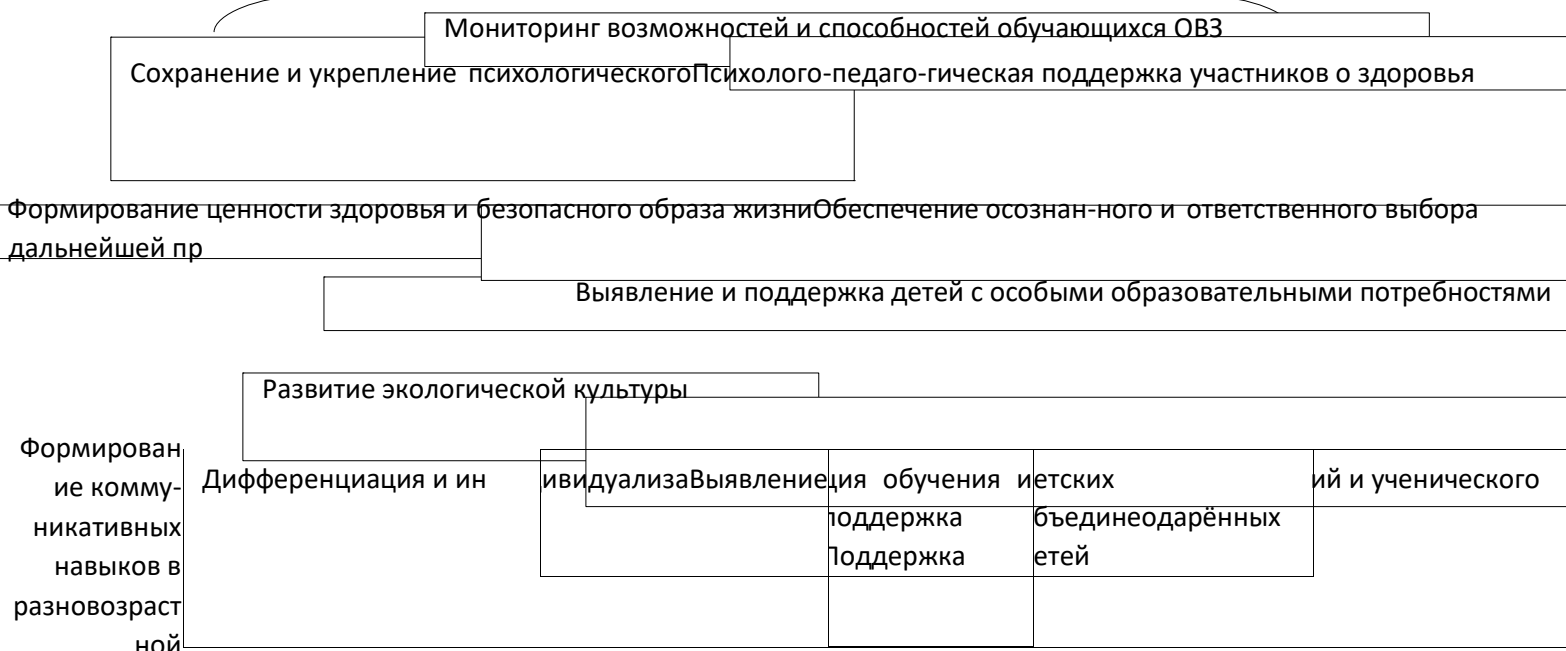 Мониторинг возможностей и способностей обучающихся ОВЗ
Сохранение и укрепление психологическогоПсихолого-педаго-гическая поддержка участников о здоровья
Формирование ценности здоровья и безопасного образа жизниОбеспечение осознан-ного и ответственного выбора
дальнейшей пр
Выявление и поддержка детей с особыми образовательными потребностями
Развитие экологической культуры
Формирован
ие комму-
никативных
навыков в
разновозраст
ной
Дифференциация и ин ивидуализаВыявлениеция обучения иетских ий и ученического
поддержка бъединеодарённых
Поддержка етей